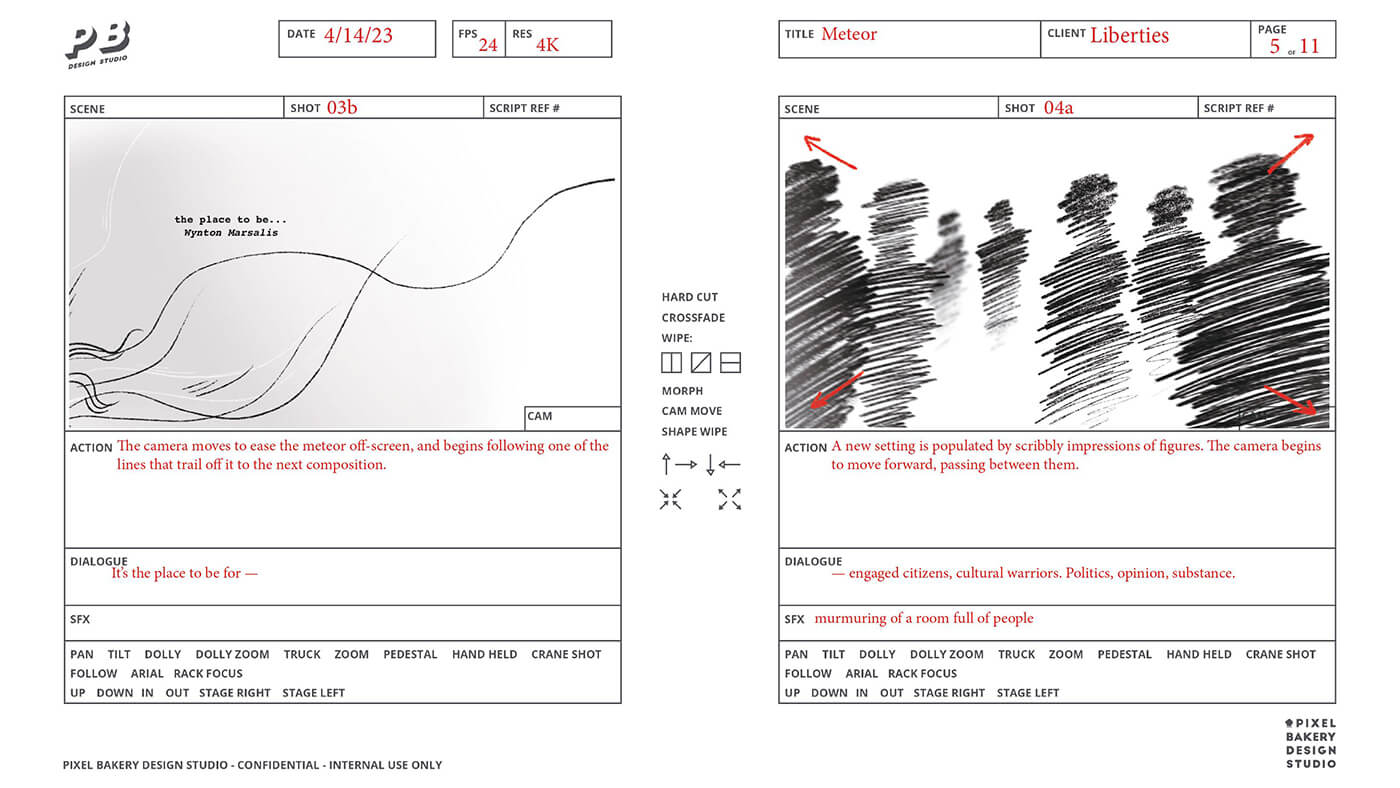 PB
DESIGN STUDIO
DATE 4/14/23
FPS 24
RES 4K
TITLE Meteor
CLIENT Liberties
PAGE 5 OF 11
SCENE
SHOT 03b
SCRIPT REF #
the place to be...
Wynton Marsalis
CAM
ACTION The camera moves to ease the meteor off-screen, and begins following one of the
lines that trail off it to the next composition.
DIALOGUE
It's the place to be for —
SFX
PAN TILT DOLLY DOLLY ZOOM TRUCK ZOOM PEDESTAL HAND HELD CRANE SHOT
FOLLOW ARIAL RACK FOCUS
UP DOWN IN OUT STAGE RIGHT STAGE LEFT
HARD CUT
CROSSFADE
WIPE:
MORPH
CAM MOVE
SHAPE WIPE
SCENE
SHOT 04a
SCRIPT REF #
ACTION A new setting is populated by scribbly impressions of figures. The camera begins
to move forward, passing between them.
DIALOGUE
— engaged citizens, cultural warriors. Politics, opinion, substance.
SFX murmuring of a room full of people
PAN TILT DOLLY DOLLY ZOOM TRUCK ZOOM PEDESTAL HAND HELD CRANE SHOT
FOLLOW ARIAL RACK FOCUS
UP DOWN IN OUT STAGE RIGHT STAGE LEFT
PIXEL BAKERY DESIGN STUDIO - CONFIDENTIAL - INTERNAL USE ONLY
PIXEL
BAKERY
DESIGN
STUDIO